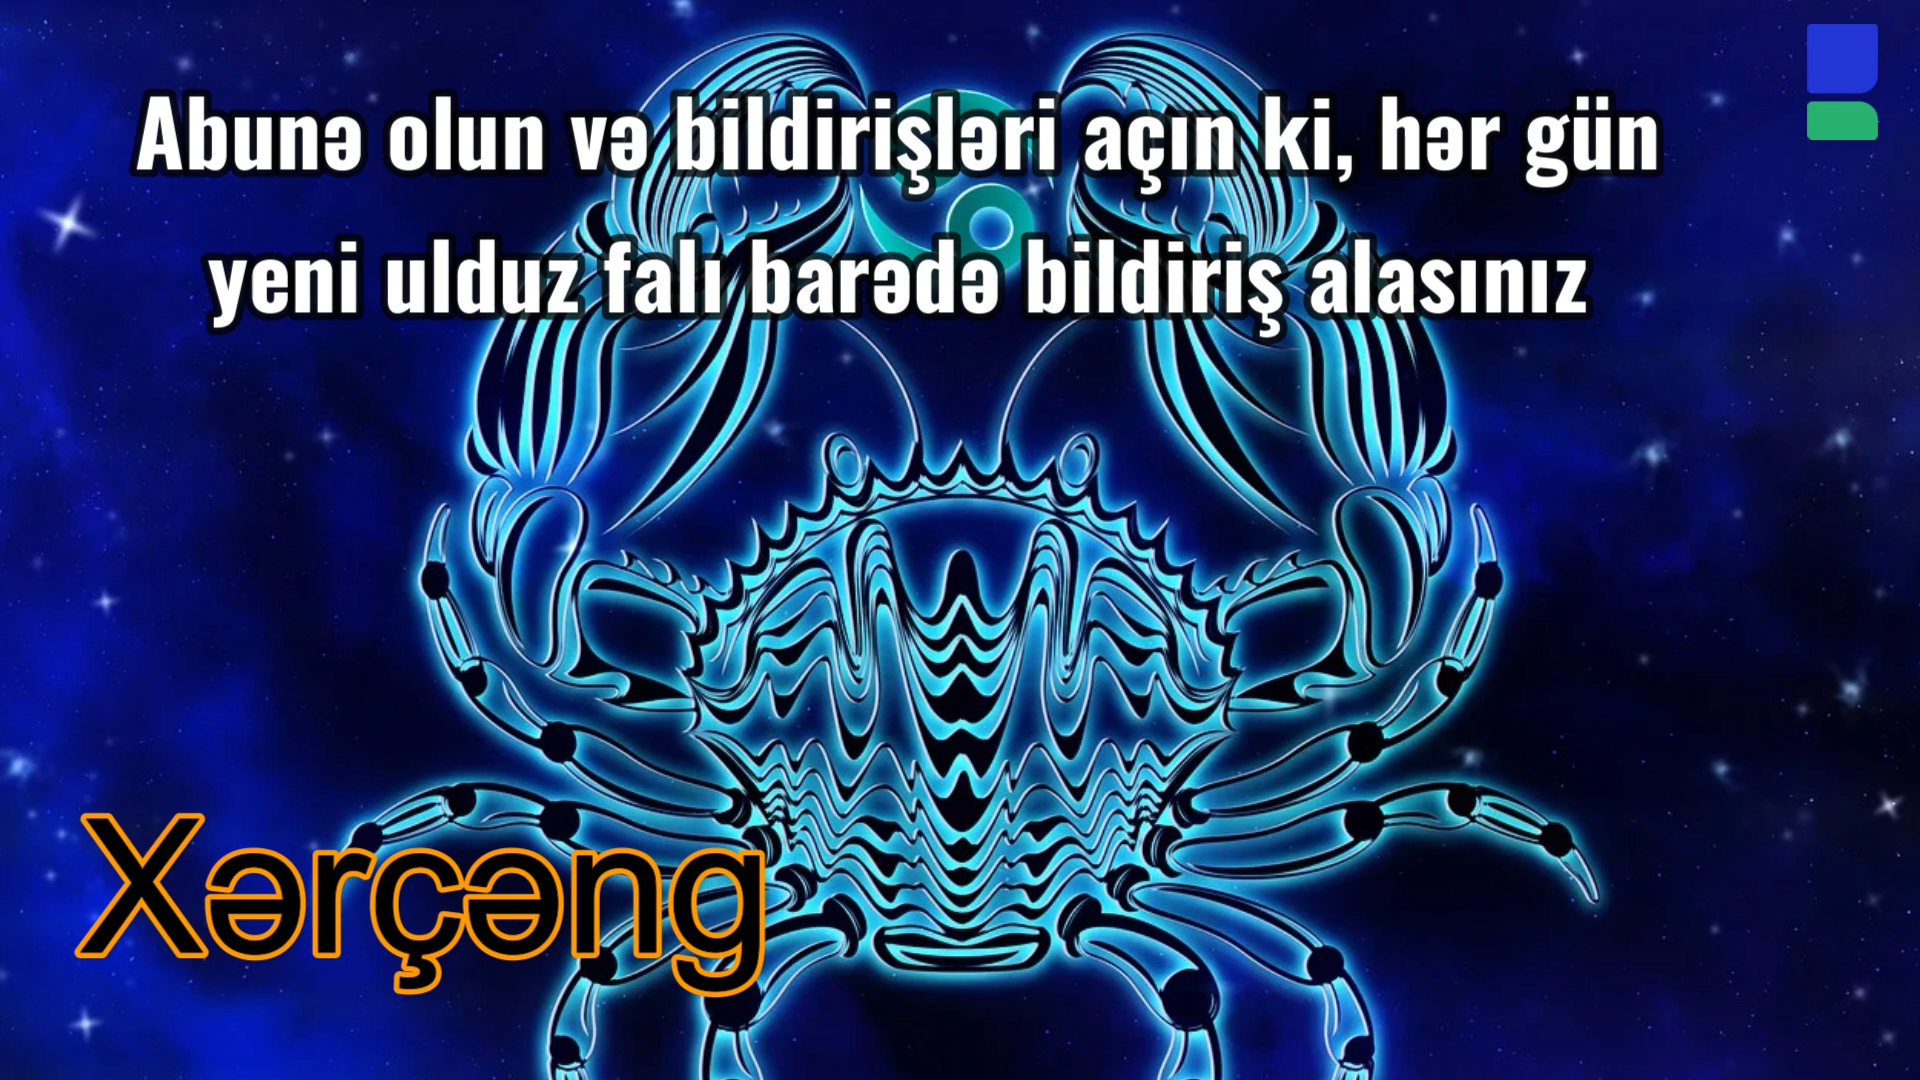 Abunə olun və bildirişləri açın ki, hər gün
yeni ulduz falı barədə bildiriş alasınız
Xərçəng